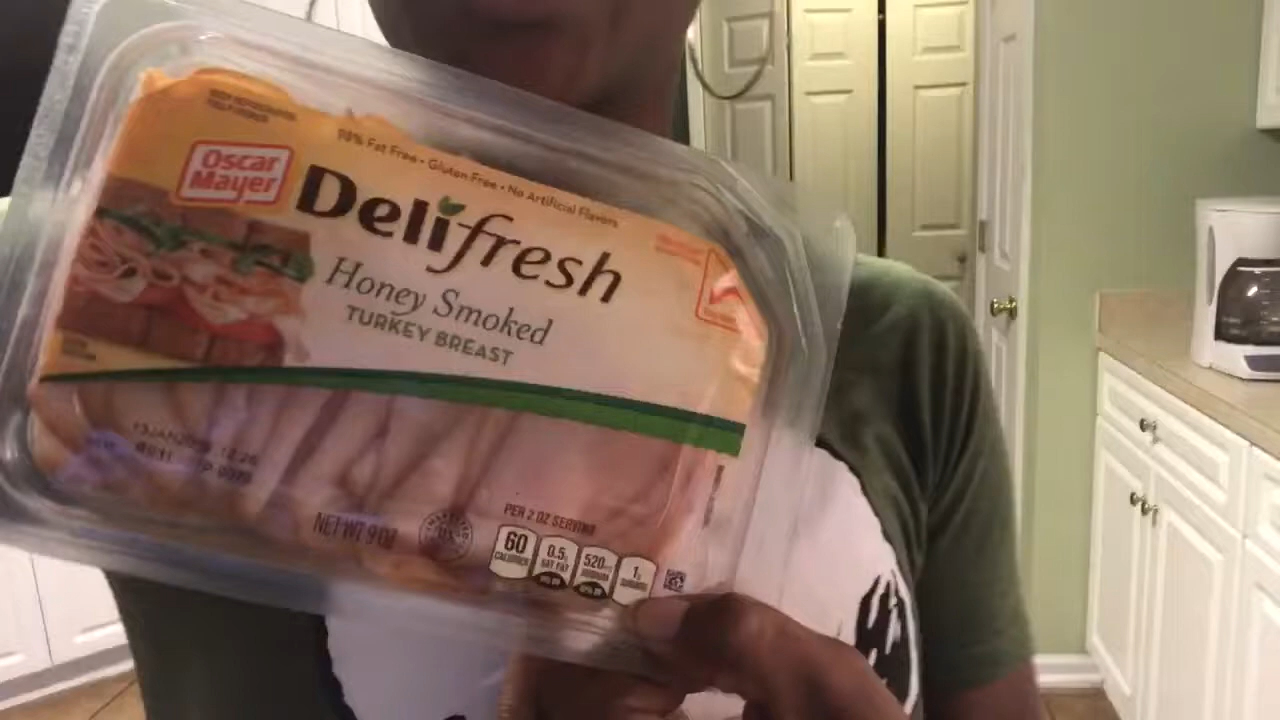 98% Fat Free • Gluten Free • No Artificial Flavors
Oscar
Mayer
Delifresh
Honey Smoked
TURKEY BREAST
NET WT 9 OZ
PER 2 OZ SERVING
60
CALORIES
0.5g
SAT FAT
520mg
SODIUM
1g
SUGARS